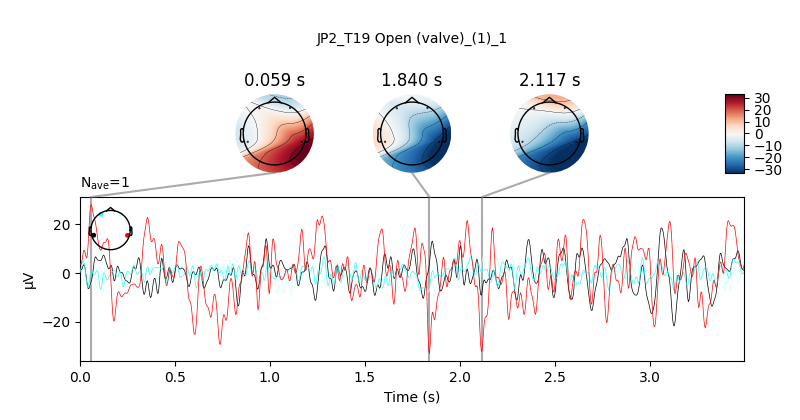 JP2_T19 Open (valve)_(1)_1
0.059 s 1.840 s 2.117 s
30
20
10
0
−10
−20
−30
Nave=1
20
0
−20
µV
0.0 0.5 1.0 1.5 2.0 2.5 3.0
Time (s)